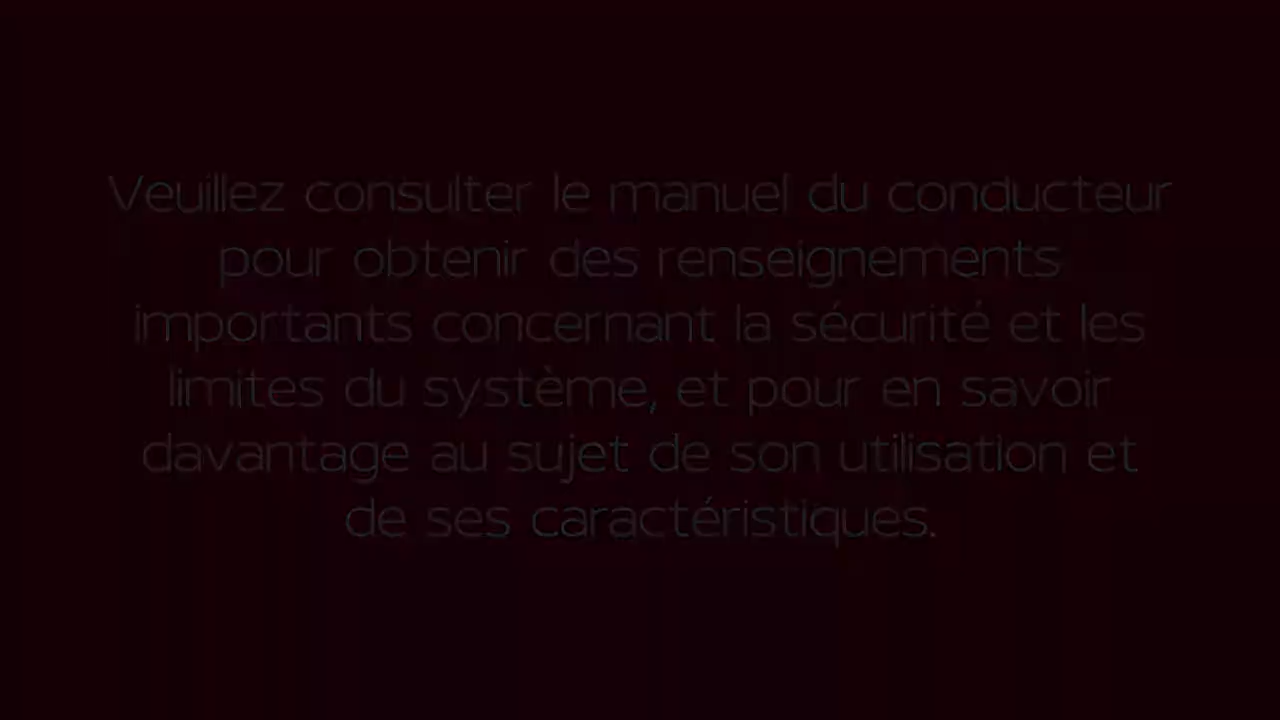 Veuillez consulter le manuel du conducteur
pour obtenir des renseignements
importants concernant la sécurité et les
limites du système, et pour en savoir
davantage au sujet de son utilisation et
de ses caractéristiques.